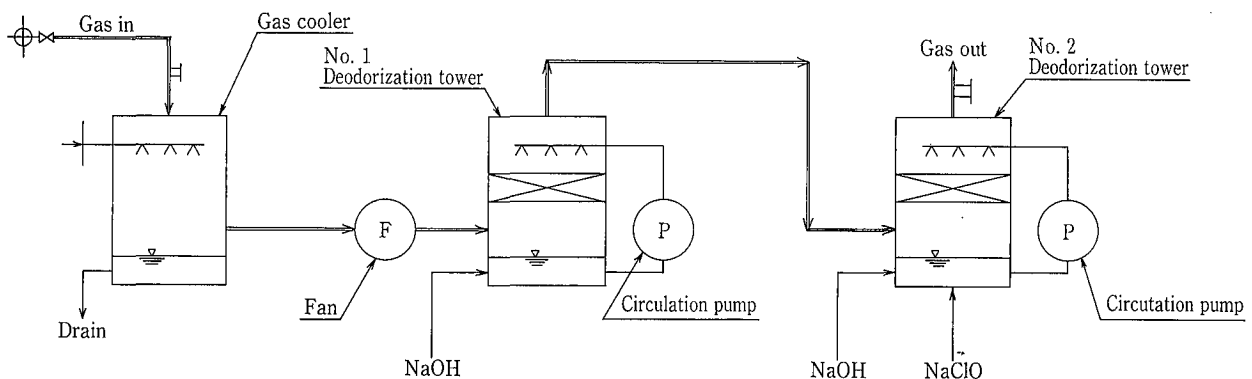 Gas in
Gas cooler
No. 1
Deodorization tower
Gas out
No. 2
Deodorization tower
F
P
P
Drain
Fan
NaOH
Circulation pump
NaOH
NaClO
Circutation pump